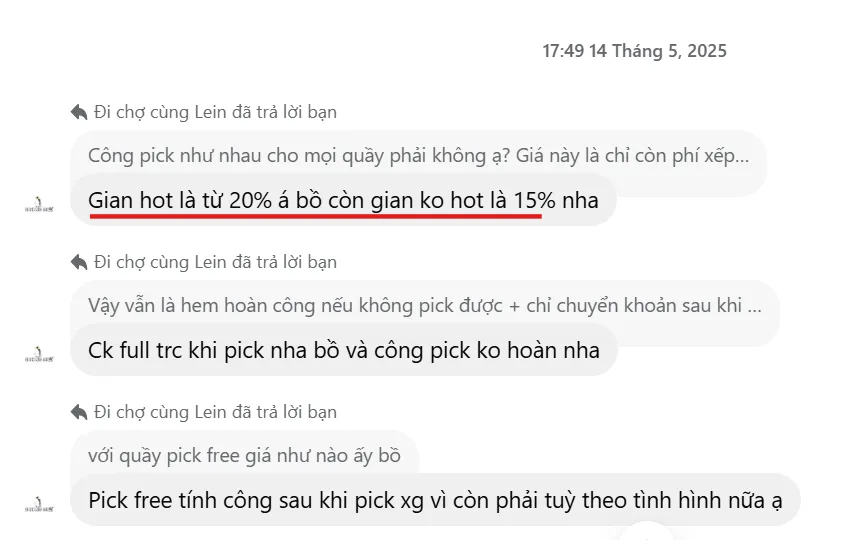 17:49 14 Tháng 5, 2025
Đi chợ cùng Lein đã trả lời bạn
Công pick như nhau cho mọi quầy phải không ạ? Giá này là chỉ còn phí xếp...
Gian hot là từ 20% á bồ còn gian ko hot là 15% nha
Đi chợ cùng Lein đã trả lời bạn
Vậy vẫn là hem hoàn công nếu không pick được + chỉ chuyển khoản sau khi ...
Ck full trc khi pick nha bồ và công pick ko hoàn nha
Đi chợ cùng Lein đã trả lời bạn
với quầy pick free giá như nào ấy bồ
Pick free tính công sau khi pick xg vì còn phải tuỳ theo tình hình nữa ạ